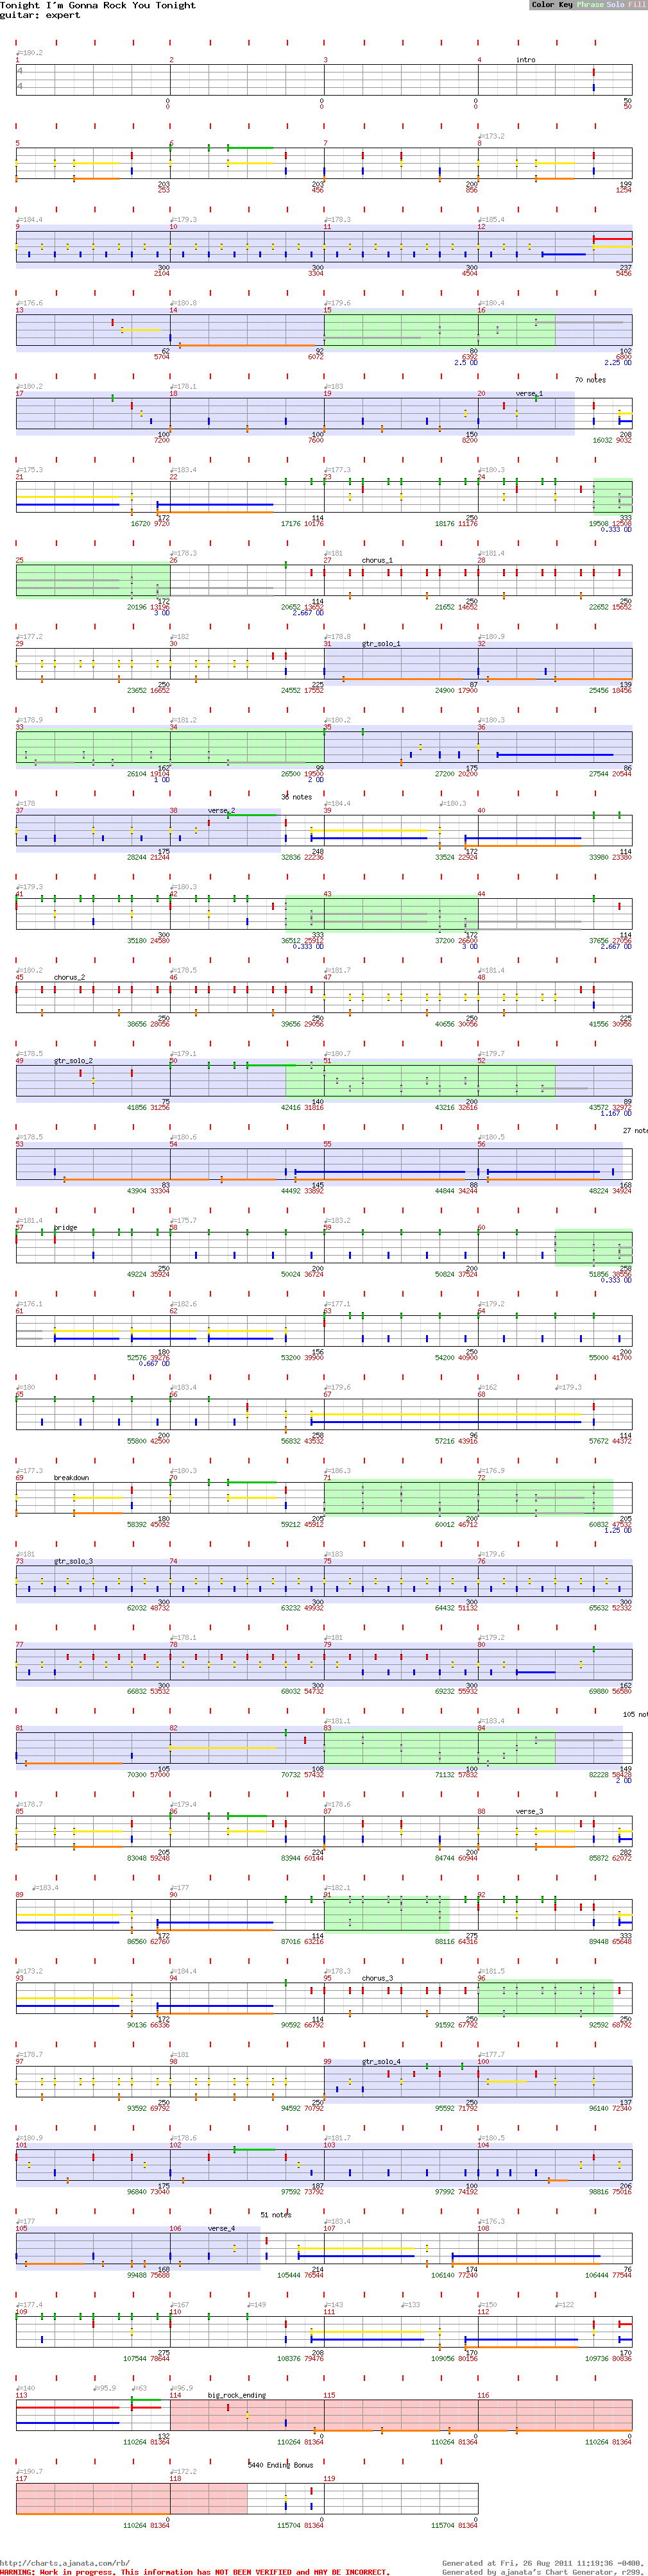 Tonight I'm Gonna Rock You Tonight
Color Key Phrase Solo Fill
guitar: expert
♩=180.2
1 2 3 4 intro
0 0 0 50
0 0 0 50
♩=173.2
5 6 7 8
203 203 200 199
253 456 856 1254
♩=184.4 ♩=179.3 ♩=178.3 ♩=185.4
9 10 11 12
300 300 300 237
2104 3304 4504 5456
♩=176.6 ♩=180.8 ♩=179.6 ♩=180.4
13 14 15 16
62 92 80 102
5704 6072 6392 6800
2.5 OD 2.25 OD
70 notes
♩=180.2 ♩=178.1 ♩=183
17 18 19 20 verse_1
100 100 150 208
7200 7600 8200 16032 9032
♩=175.3 ♩=183.4 ♩=177.3 ♩=180.3
21 22 23 24
172 114 250 333
16720 9720 17176 10176 18176 11176 19508 12508
0.333 OD
♩=178.3 ♩=181 ♩=181.4
25 26 27 chorus_1 28
172 114 250 250
20196 13196 20652 13652 21652 14652 22652 15652
3 OD 2.667 OD
♩=177.2 ♩=182 ♩=178.8 ♩=180.9
29 30 31 gtr_solo_1 32
250 225 87 139
23652 16652 24552 17552 24900 17900 25456 18456
♩=178.9 ♩=181.2 ♩=180.2 ♩=180.3
33 34 35 36
162 99 175 86
26104 19104 26500 19500 27200 20200 27544 20544
1 OD 2 OD
36 notes
♩=178 ♩=184.4 ♩=180.3
37 38 verse_2 39 40
175 248 172 114
28244 21244 32836 22236 33524 22924 33980 23380
♩=179.3 ♩=180.3
41 42 43 44
300 333 172 114
35180 24580 36512 25912 37200 26600 37656 27056
0.333 OD 3 OD 2.667 OD
♩=180.2 ♩=178.5 ♩=181.7 ♩=181.4
45 chorus_2 46 47 48
250 250 250 225
38656 28056 39656 29056 40656 30056 41556 30956
♩=178.5 ♩=179.1 ♩=180.7 ♩=179.7
49 gtr_solo_2 50 51 52
75 140 200 89
41856 31256 42416 31816 43216 32616 43572 32972
1.167 OD
27 note
♩=178.5 ♩=180.6 ♩=180.5
53 54 55 56
83 145 88 168
43904 33304 44492 33892 44844 34244 48224 34924
♩=181.4 ♩=175.7 ♩=183.2
57 bridge 58 59 60
250 200 200 258
49224 35924 50024 36724 50824 37524 51856 38556
0.333 OD
♩=176.1 ♩=182.6 ♩=177.1 ♩=179.2
61 62 63 64
180 156 250 200
52576 39276 53200 39900 54200 40900 55000 41700
0.667 OD
♩=180 ♩=183.4 ♩=179.6 ♩=162 ♩=179.3
65 66 67 68
200 258 96 114
55800 42500 56832 43532 57216 43916 57672 44372
♩=177.3 ♩=180.3 ♩=186.3 ♩=176.9
69 breakdown 70 71 72
180 205 200 205
58392 45092 59212 45912 60012 46712 60832 47532
1.25 OD
♩=181 ♩=183 ♩=179.6
73 gtr_solo_3 74 75 76
300 300 300 300
62032 48732 63232 49932 64432 51132 65632 52332
♩=178.1 ♩=181 ♩=179.2
77 78 79 80
300 300 300 162
66832 53532 68032 54732 69232 55932 69880 56580
105 not
♩=181.1 ♩=183.4
81 82 83 84
105 108 100 149
70300 57000 70732 57432 71132 57832 82228 58428
2 OD
♩=178.7 ♩=179.4 ♩=178.6
85 86 87 88 verse_3
205 224 200 282
83048 59248 83944 60144 84744 60944 85872 62072
♩=183.4 ♩=177 ♩=182.1
89 90 91 92
172 114 275 333
86560 62760 87016 63216 88116 64316 89448 65648
♩=173.2 ♩=184.4 ♩=178.3 ♩=181.5
93 94 95 chorus_3 96
172 114 250 250
90136 66336 90592 66792 91592 67792 92592 68792
♩=178.7 ♩=181 ♩=177.7
97 98 99 gtr_solo_4 100
250 250 250 137
93592 69792 94592 70792 95592 71792 96140 72340
♩=180.9 ♩=178.6 ♩=181.7 ♩=180.5
101 102 103 104
175 187 100 206
96840 73040 97592 73792 97992 74192 98816 75016
51 notes
♩=177 ♩=183.4 ♩=176.3
105 106 verse_4 107 108
168 214 174 76
99488 75688 105444 76544 106140 77240 106444 77544
♩=177.4 ♩=167 ♩=149 ♩=143 ♩=133 ♩=150 ♩=122
109 110 111 112
275 208 170 170
107544 78644 108376 79476 109056 80156 109736 80836
♩=140 ♩=95.9 ♩=63 ♩=96.9
113 114 big_rock_ending 115 116
132 0 0 0
110264 81364 110264 81364 110264 81364 110264 81364
5440 Ending Bonus
♩=190.7 ♩=172.2
117 118 119
0 0 0
110264 81364 115704 81364 115704 81364
http://charts.ajanata.com/rb/
Generated at Fri, 26 Aug 2011 11:19:36 -0400.
WARNING: Work in progress. This information has NOT BEEN VERIFIED and MAY BE INCORRECT.
Generated by ajanata's Chart Generator, r299.